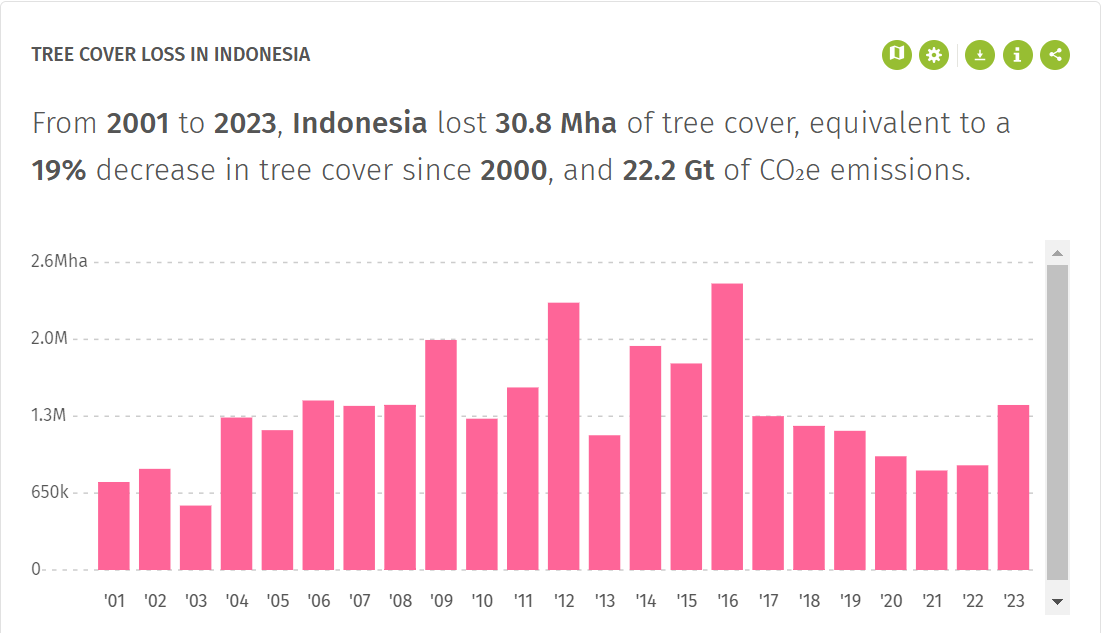 TREE COVER LOSS IN INDONESIA
From 2001 to 2023, Indonesia lost 30.8 Mha of tree cover, equivalent to a
19% decrease in tree cover since 2000, and 22.2 Gt of CO₂e emissions.
2.6Mha
2.0M
1.3M
650k
0
'01 '02 '03 '04 '05 '06 '07 '08 '09 '10 '11 '12 '13 '14 '15 '16 '17 '18 '19 '20 '21 '22 '23